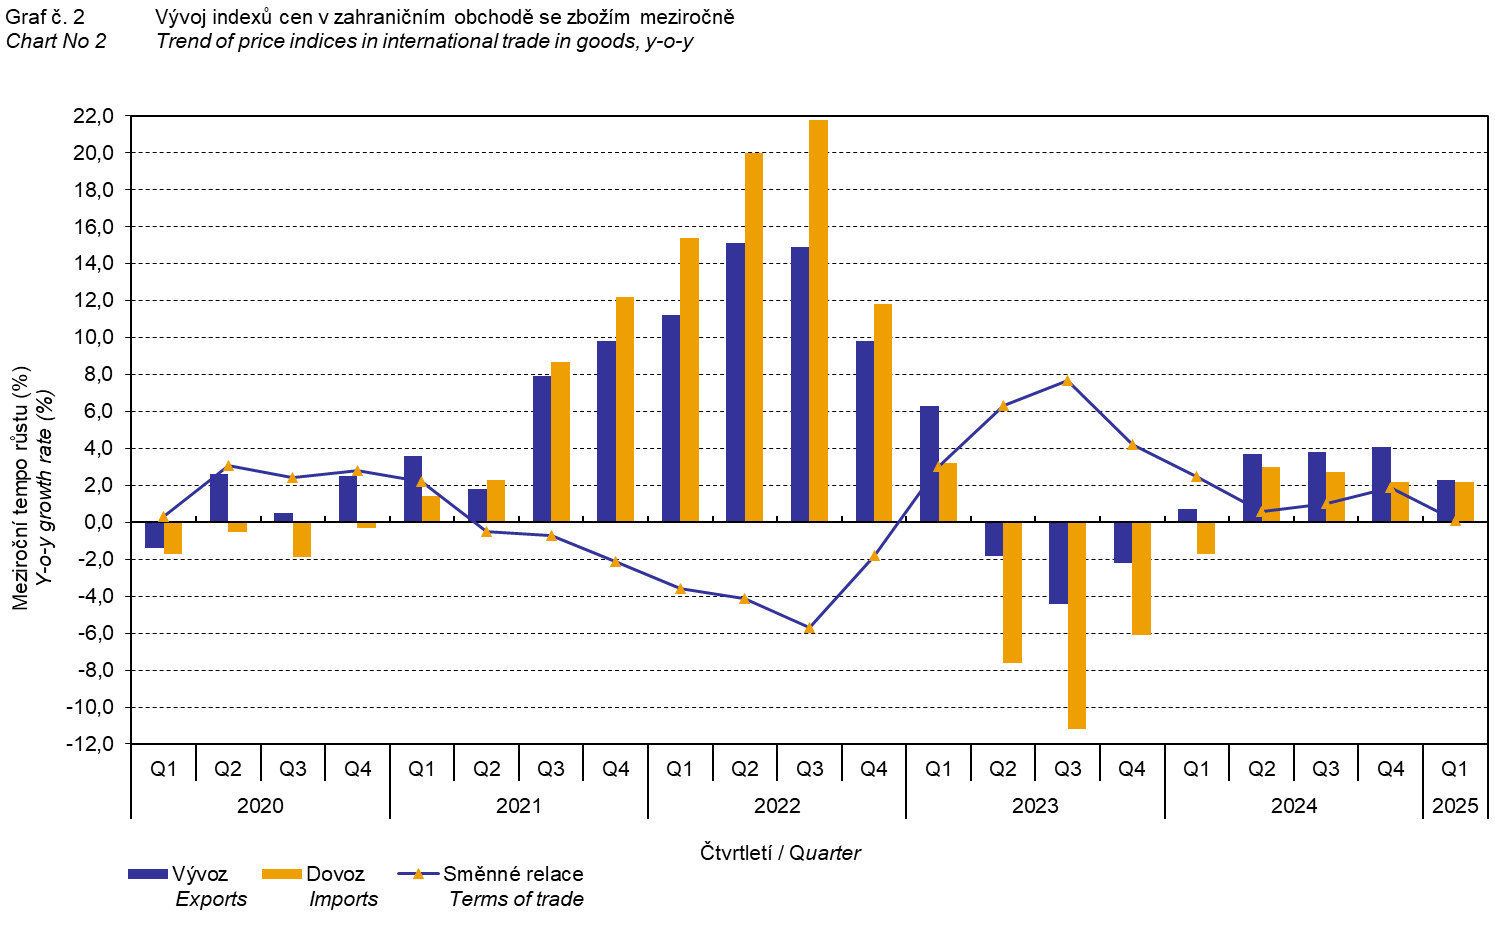 Graf č. 2 Vývoj indexů cen v zahraničním obchodě se zbožím meziročně
Chart No 2 Trend of price indices in international trade in goods, y-o-y
Meziroční tempo růstu (%)
Y-o-y growth rate (%)
22,0
20,0
18,0
16,0
14,0
12,0
10,0
8,0
6,0
4,0
2,0
0,0
-2,0
-4,0
-6,0
-8,0
-10,0
-12,0
Q1 Q2 Q3 Q4 Q1 Q2 Q3 Q4 Q1 Q2 Q3 Q4 Q1 Q2 Q3 Q4 Q1 Q2 Q3 Q4 Q1
2020 2021 2022 2023 2024 2025
Čtvrtletí / Quarter
Vývoz Dovoz Směnné relace
Exports Imports Terms of trade